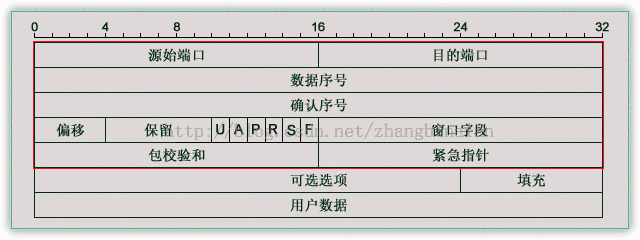 0 4 8 16 24 32
源始端口 目的端口
数据序号
确认序号
偏移 保留 U A P R S F 窗口字段
包校验和 紧急指针
可选选项 填充
用户数据